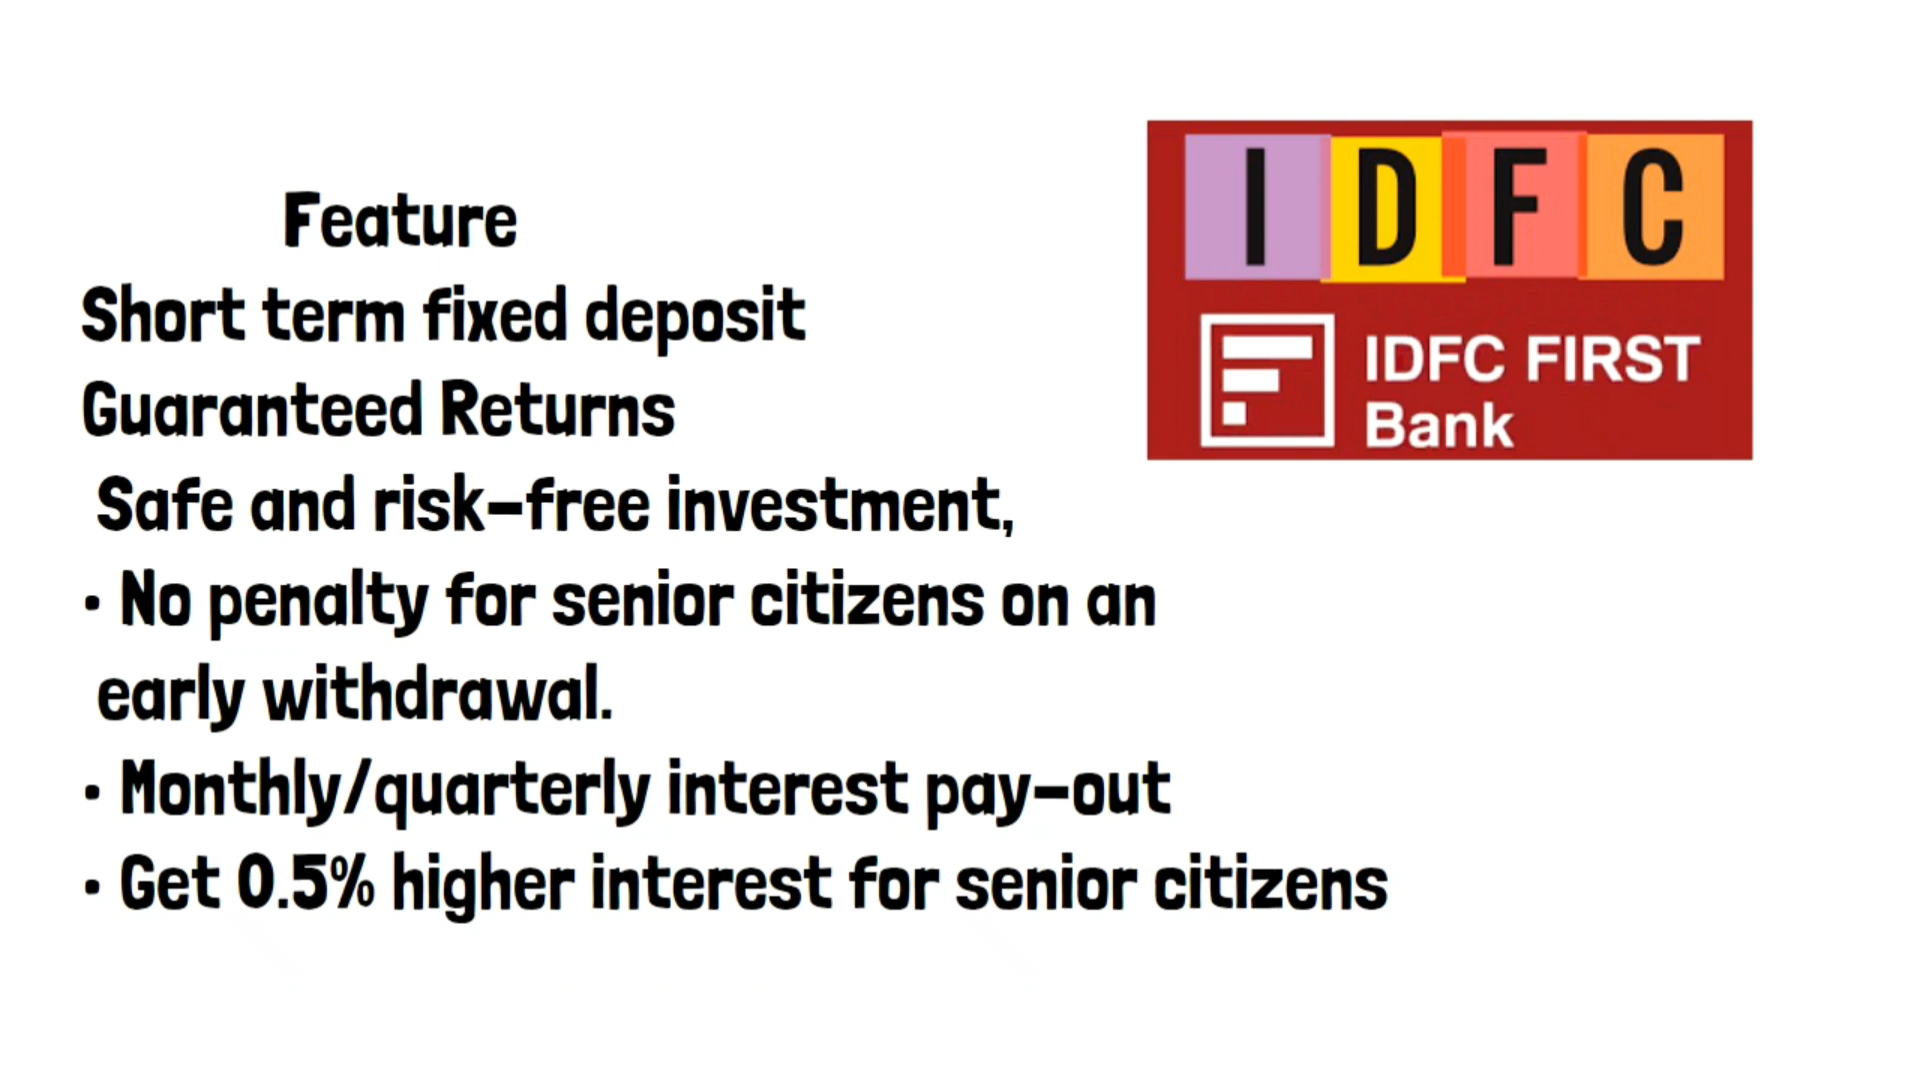 Feature
Short term fixed deposit
Guaranteed Returns
Safe and risk-free investment,
• No penalty for senior citizens on an
early withdrawal.
• Monthly/quarterly interest pay-out
• Get 0.5% higher interest for senior citizens
I D F C
IDFC FIRST
Bank